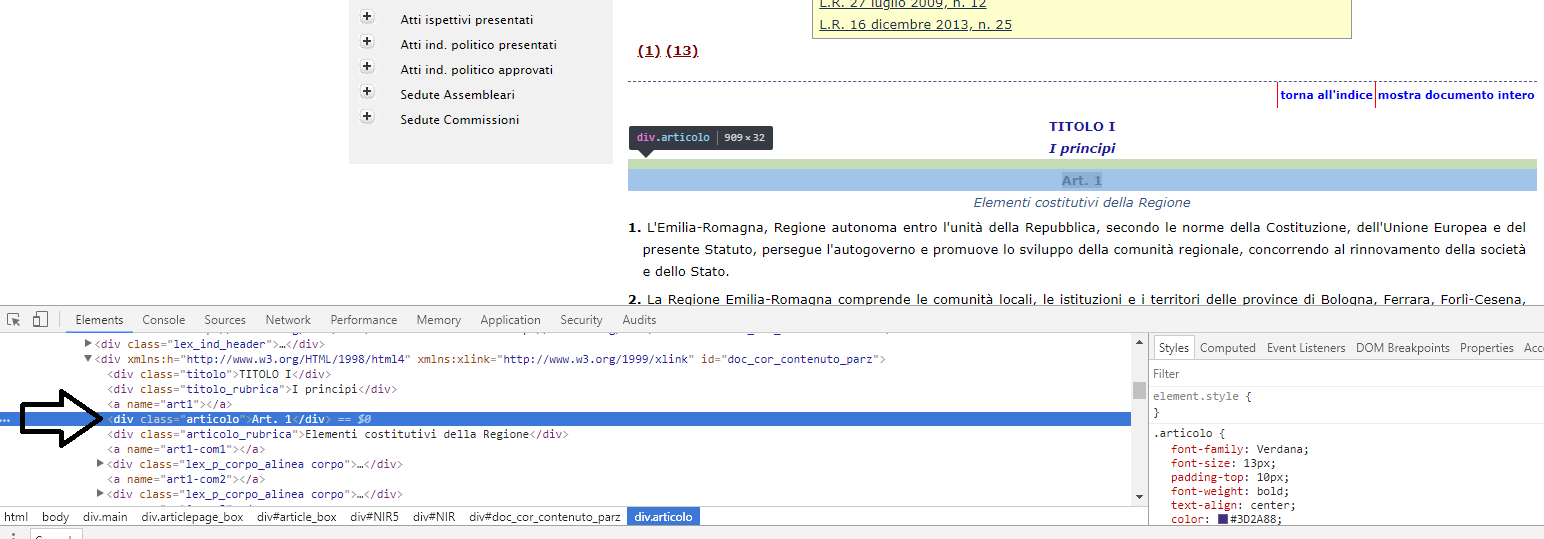 Atti ispettivi presentati
Atti ind. politico presentati
Atti ind. politico approvati
Sedute Assembleari
Sedute Commissioni
L.R. 27 luglio 2009, n. 12
L.R. 16 dicembre 2013, n. 25
(1) (13)
torna all'indice mostra documento intero
TITOLO I
I principi
div.articolo 909 × 32
Art. 1
Elementi costitutivi della Regione
1. L'Emilia-Romagna, Regione autonoma entro l'unità della Repubblica, secondo le norme della Costituzione, dell'Unione Europea e del
presente Statuto, persegue l'autogoverno e promuove lo sviluppo della comunità regionale, concorrendo al rinnovamento della società
e dello Stato.
2. La Regione Emilia-Romagna comprende le comunità locali, le istituzioni e i territori delle province di Bologna, Ferrara, Forlì-Cesena,
Elements Console Sources Network Performance Memory Application Security Audits
<div class="lex_ind_header">…</div>
<div xmlns:h="http://www.w3.org/HTML/1998/html4" xmlns:xlink="http://www.w3.org/1999/xlink" id="doc_cor_contenuto_parz">
<div class="titolo">TITOLO I</div>
<div class="titolo_rubrica">I principi</div>
<a name="art1"></a>
<div class="articolo">Art. 1</div> == $0
<div class="articolo_rubrica">Elementi costitutivi della Regione</div>
<a name="art1-com1"></a>
<div class="lex_p_corpo_alinea corpo">…</div>
<a name="art1-com2"></a>
<div class="lex_p_corpo_alinea corpo">…</div>
html body div.main div.articlepage_box div#article_box div#NIR5 div#NIR div#doc_cor_contenuto_parz div.articolo
Styles Computed Event Listeners DOM Breakpoints Properties Acc
Filter
element.style {
}
.articolo {
font-family: Verdana;
font-size: 13px;
padding-top: 10px;
font-weight: bold;
text-align: center;
color: #3D2A88;